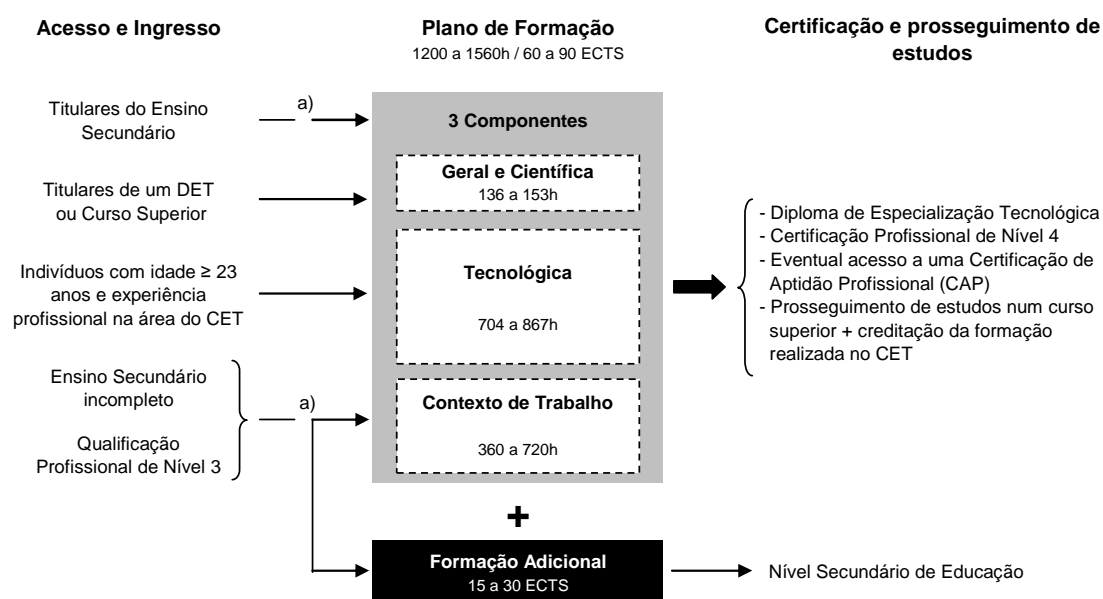 Acesso e Ingresso
Titulares do Ensino
Secundário
a)
Titulares de um DET
ou Curso Superior
Indivíduos com idade ≥ 23
anos e experiência
profissional na área do CET
Ensino Secundário
incompleto
Qualificação
Profissional de Nível 3
a)
Plano de Formação
1200 a 1560h / 60 a 90 ECTS
3 Componentes
Geral e Científica
136 a 153h
Tecnológica
704 a 867h
Contexto de Trabalho
360 a 720h
+
Formação Adicional
15 a 30 ECTS
Certificação e prosseguimento de
estudos
- Diploma de Especialização Tecnológica
- Certificação Profissional de Nível 4
- Eventual acesso a uma Certificação de
Aptidão Profissional (CAP)
- Prosseguimento de estudos num curso
superior + creditação da formação
realizada no CET
Nível Secundário de Educação